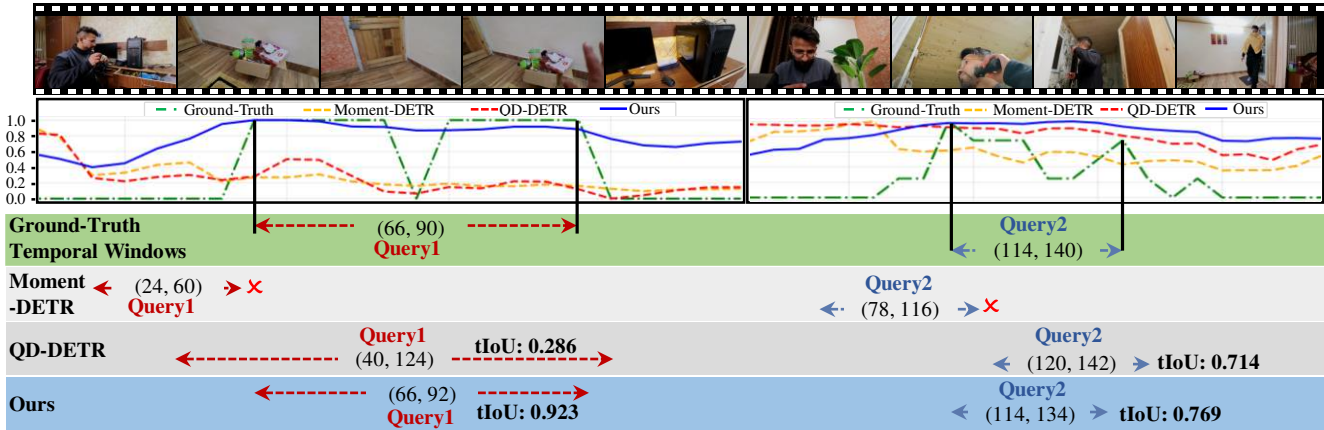 Ground-Truth Moment-DETR QD-DETR Ours
Ground-Truth Moment-DETR QD-DETR Ours
1.0
0.8
0.6
0.4
0.2
0.0
Ground-Truth
Temporal Windows
(66, 90)
Query1
Query2
(114, 140)
Moment
-DETR
(24, 60)
Query1
Query2
(78, 116)
QD-DETR
Query1
(40, 124)
tIoU: 0.286
Query2
(120, 142)
tIoU: 0.714
Ours
(66, 92)
Query1
tIoU: 0.923
Query2
(114, 134)
tIoU: 0.769